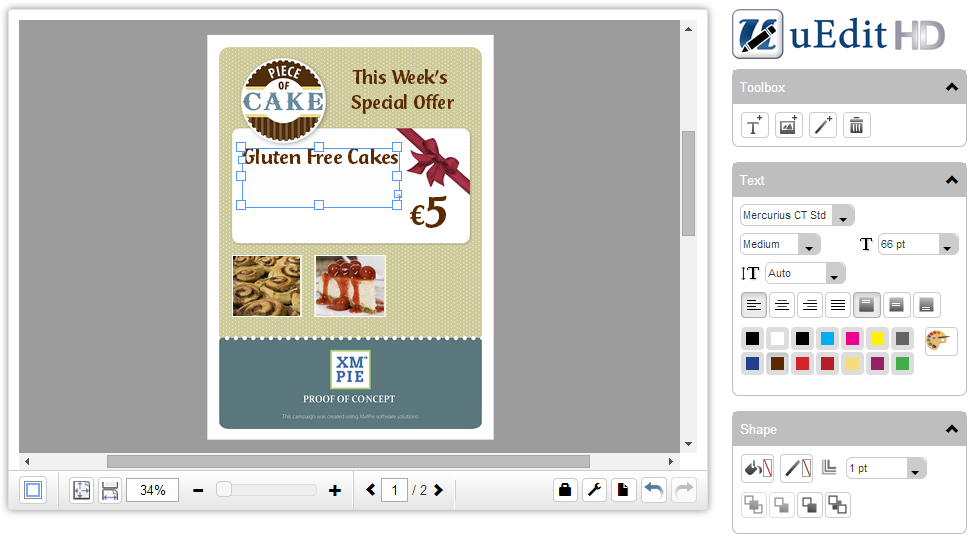 uEdit HD
Toolbox
Text
Mercurius CT Std
Medium
T 66 pt
T Auto
Shape
1 pt
PIECE
OF
CAKE
This Week's
Special Offer
Gluten Free Cakes
€5
XM
PIE
PROOF OF CONCEPT
This campaign was created using XMPie software solutions
34%
1 / 2